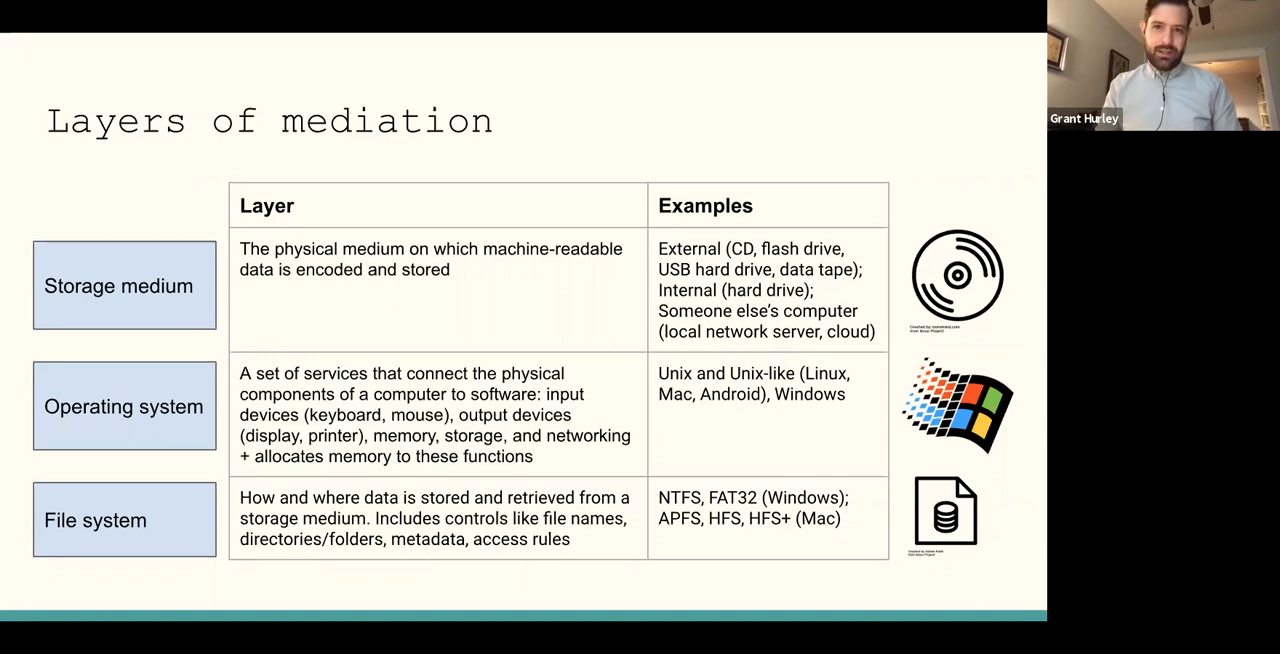 Layers of mediation
Grant Hurley
Layer
Examples
Storage medium
The physical medium on which machine-readable
data is encoded and stored
External (CD, flash drive,
USB hard drive, data tape);
Internal (hard drive);
Someone else's computer
(local network server, cloud)
Operating system
A set of services that connect the physical
components of a computer to software: input
devices (keyboard, mouse), output devices
(display, printer), memory, storage, and networking
+ allocates memory to these functions
Unix and Unix-like (Linux,
Mac, Android), Windows
File system
How and where data is stored and retrieved from a
storage medium. Includes controls like file names,
directories/folders, metadata, access rules
NTFS, FAT32 (Windows);
APFS, HFS, HFS+ (Mac)